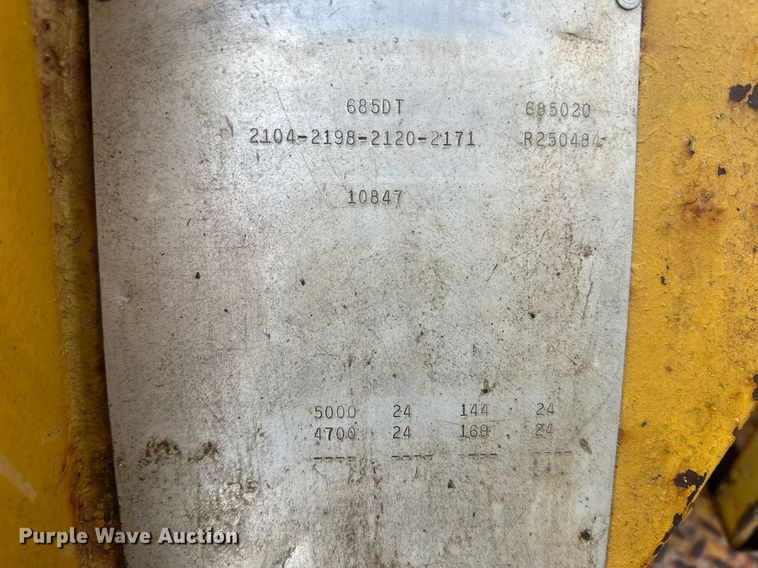 685DT 685020
2104-2198-2120-2171 R250484
10847
5000 24 144 24
4700 24 169 24
---- ---- --- ---
Purple Wave Auction